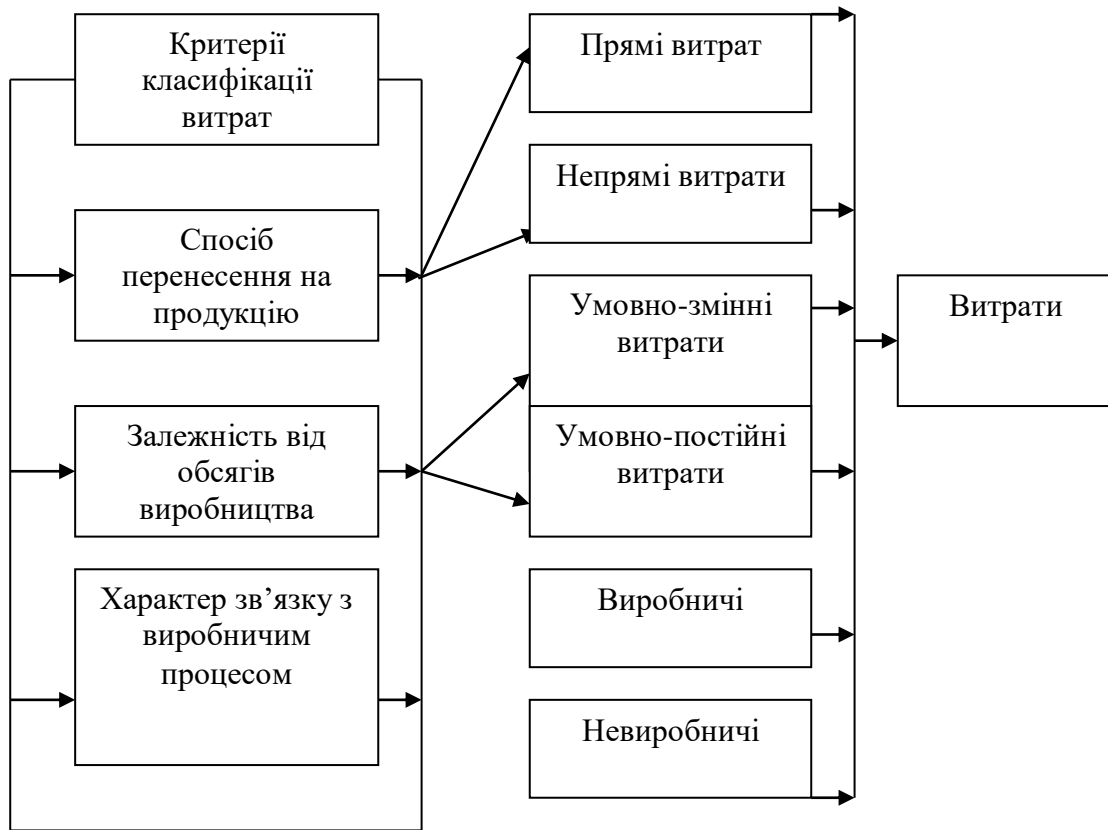 Критерії
класифікації
витрат
Спосіб
перенесення на
продукцію
Залежність від
обсягів
виробництва
Характер зв’язку з
виробничим
процесом
Прямі витрат
Непрямі витрати
Умовно-змінні
витрати
Умовно-постійні
витрати
Виробничі
Невиробничі
Витрати